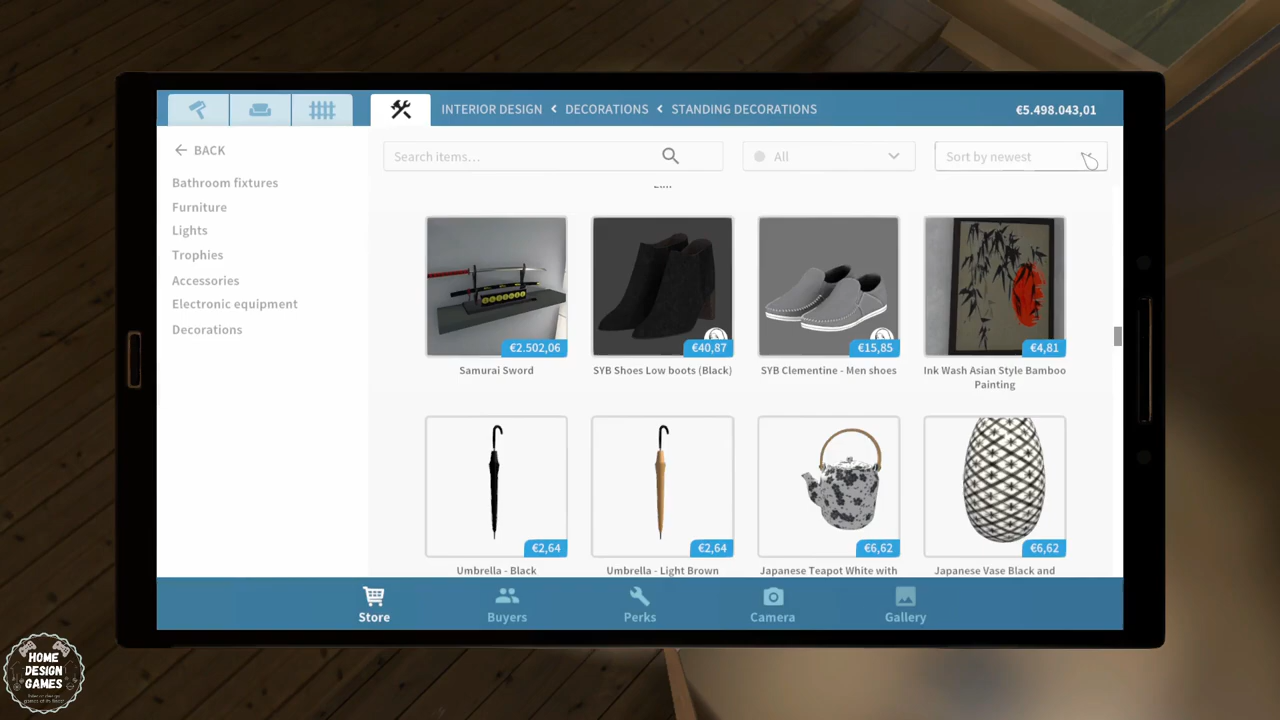 INTERIOR DESIGN < DECORATIONS < STANDING DECORATIONS
€5.498.043,01
BACK
Search items...
All
Sort by newest
Bathroom fixtures
Furniture
Lights
Trophies
Accessories
Electronic equipment
Decorations
€2.502,06
€40,87
€15,85
€4,81
Samurai Sword
SYB Shoes Low boots (Black)
SYB Clementine - Men shoes
Ink Wash Asian Style Bamboo
Painting
€2,64
€2,64
€6,62
€6,62
Umbrella - Black
Umbrella - Light Brown
Japanese Teapot White with
Japanese Vase Black and
Store
Buyers
Perks
Camera
Gallery
HOME
DESIGN
GAMES